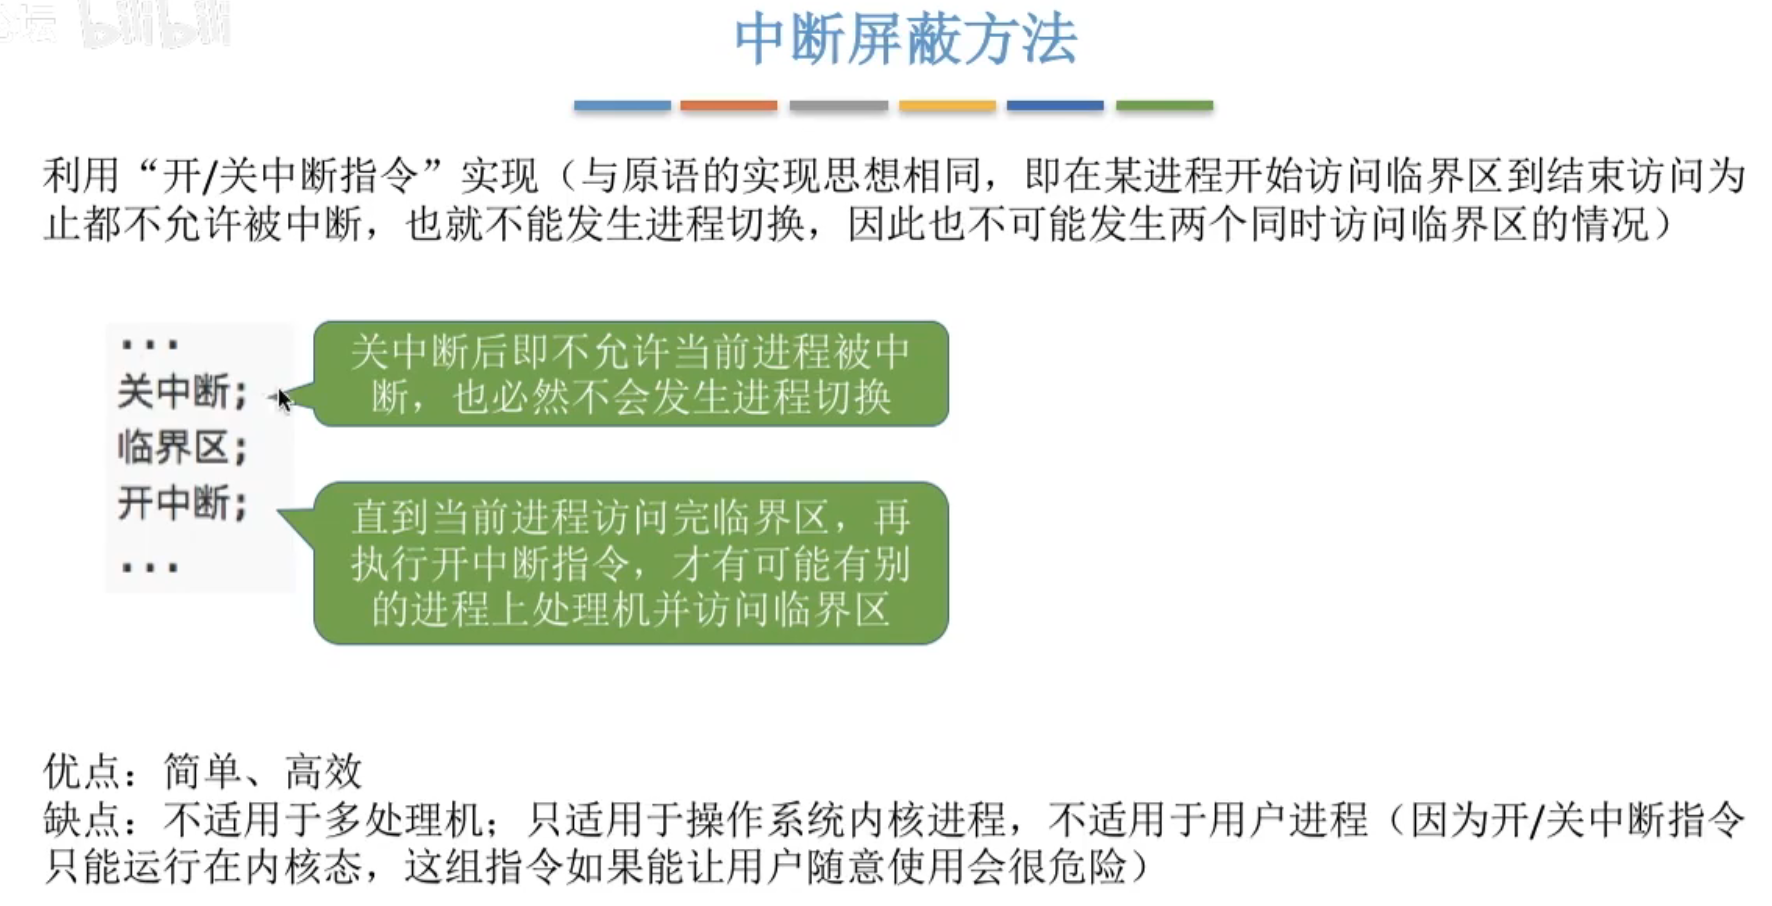 坛 bilibili
中断屏蔽方法
利用“开/关中断指令”实现（与原语的实现思想相同，即在某进程开始访问临界区到结束访问为
止都不允许被中断，也就不能发生进程切换，因此也不可能发生两个同时访问临界区的情况）
...
关中断;
临界区;
开中断;
...
关中断后即不允许当前进程被中
断，也必然不会发生进程切换
直到当前进程访问完临界区，再
执行开中断指令，才有可能有别
的进程上处理机并访问临界区
优点：简单、高效
缺点：不适用于多处理机；只适用于操作系统内核进程，不适用于用户进程（因为开/关中断指令
只能运行在内核态，这组指令如果能让用户随意使用会很危险）